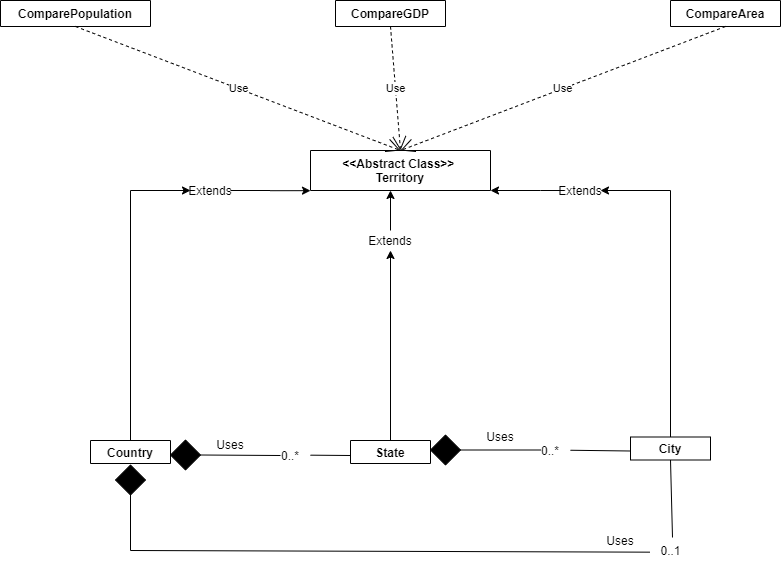 ComparePopulation
CompareGDP
CompareArea
Use
Use
Use
<<Abstract Class>>
Territory
Extends
Extends
Extends
Country
Uses
0..*
State
Uses
0..*
City
Uses
0..1